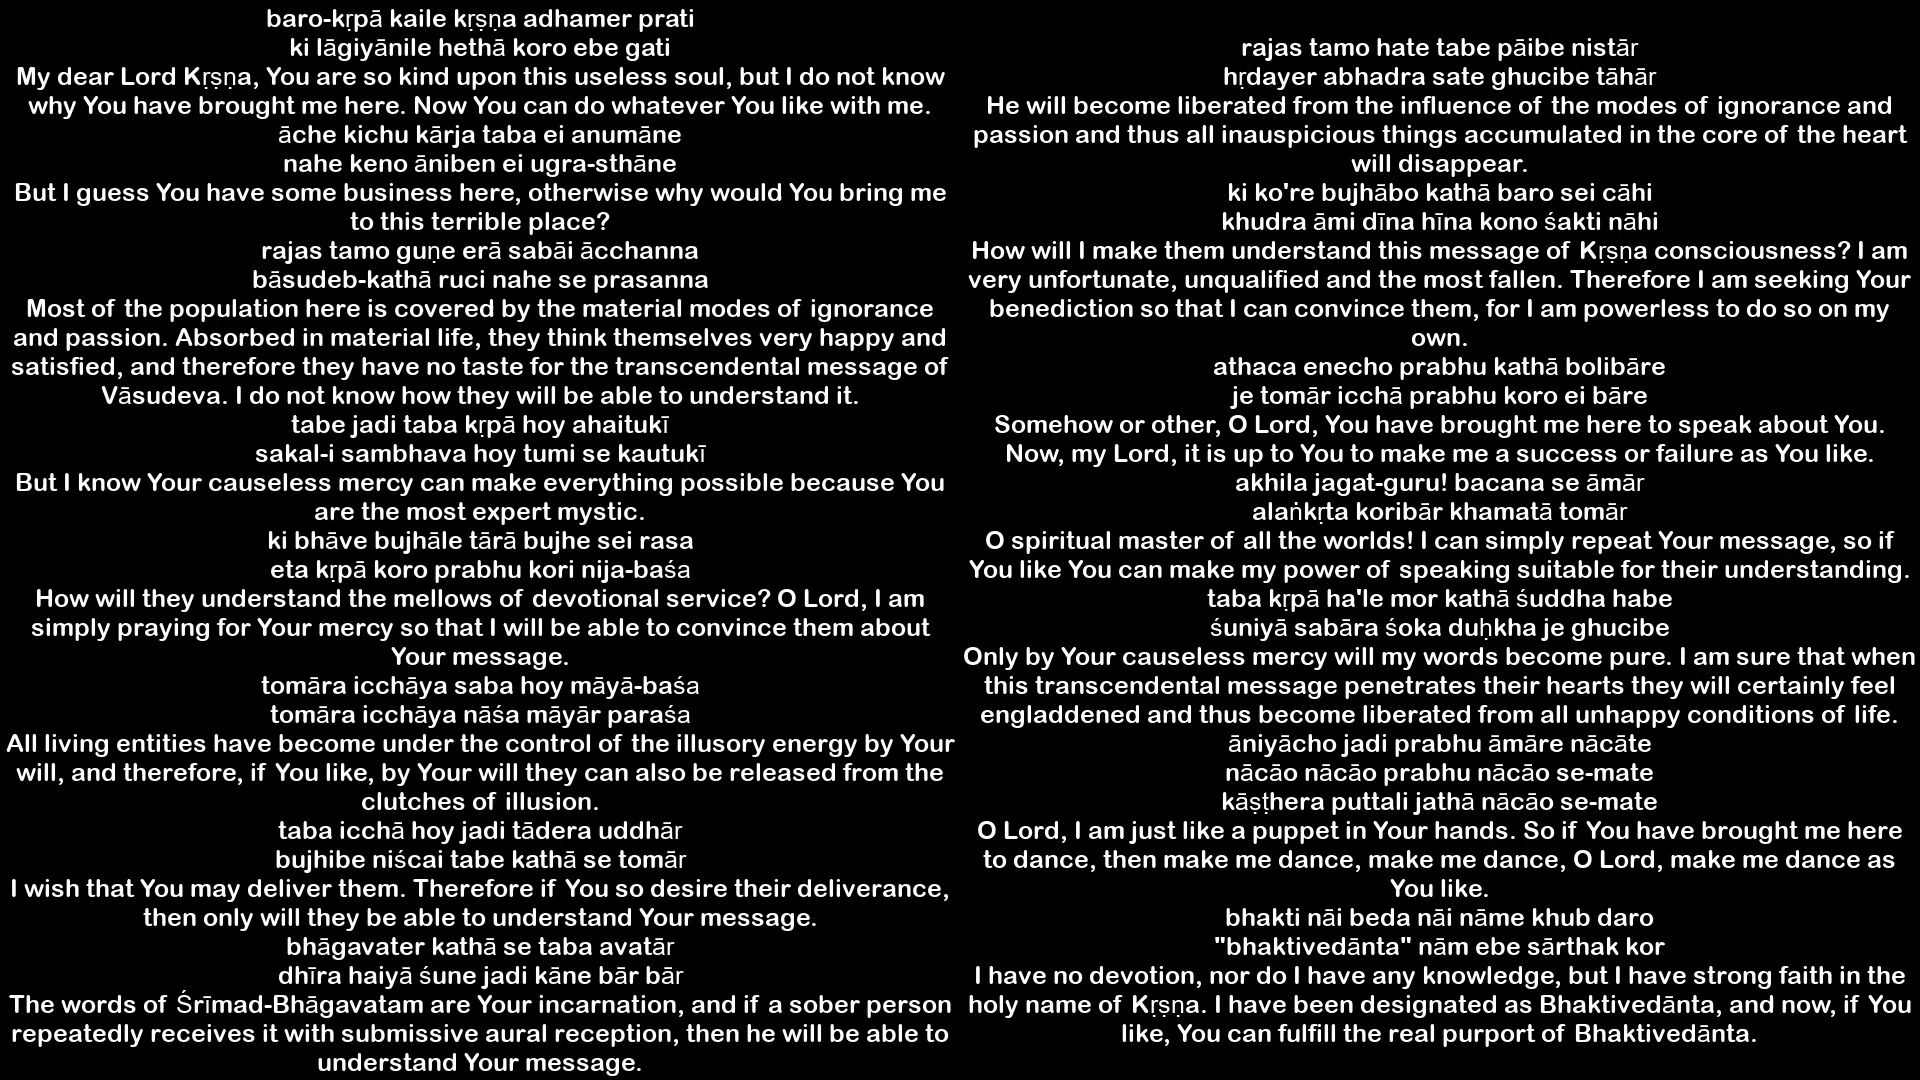 baro-kṛpā kaile kṛṣṇa adhamer prati
ki lāgiyānile hethā koro ebe gati
My dear Lord Kṛṣṇa, You are so kind upon this useless soul, but I do not know
why You have brought me here. Now You can do whatever You like with me.
āche kichu kārja taba ei anumāne
nahe keno āniben ei ugra-sthāne
But I guess You have some business here, otherwise why would You bring me
to this terrible place?
rajas tamo guṇe erā sabāi ācchanna
bāsudeb-kathā ruci nahe se prasanna
Most of the population here is covered by the material modes of ignorance
and passion. Absorbed in material life, they think themselves very happy and
satisfied, and therefore they have no taste for the transcendental message of
Vāsudeva. I do not know how they will be able to understand it.
tabe jadi taba kṛpā hoy ahaitukī
sakal-i sambhava hoy tumi se kautukī
But I know Your causeless mercy can make everything possible because You
are the most expert mystic.
ki bhāve bujhāle tārā bujhe sei rasa
eta kṛpā koro prabhu kori nija-baśa
How will they understand the mellows of devotional service? O Lord, I am
simply praying for Your mercy so that I will be able to convince them about
Your message.
tomāra icchāya saba hoy māyā-baśa
tomāra icchāya nāśa māyār paraśa
All living entities have become under the control of the illusory energy by Your
will, and therefore, if You like, by Your will they can also be released from the
clutches of illusion.
taba icchā hoy jadi tādera uddhār
bujhibe niścai tabe kathā se tomār
I wish that You may deliver them. Therefore if You so desire their deliverance,
then only will they be able to understand Your message.
bhāgavater kathā se taba avatār
dhīra haiyā śune jadi kāne bār bār
The words of Śrīmad-Bhāgavatam are Your incarnation, and if a sober person
repeatedly receives it with submissive aural reception, then he will be able to
understand Your message.
rajas tamo hate tabe pāibe nistār
hṛdayer abhadra sate ghucibe tāhār
He will become liberated from the influence of the modes of ignorance and
passion and thus all inauspicious things accumulated in the core of the heart
will disappear.
ki ko're bujhābo kathā baro sei cāhi
khudra āmi dīna hīna kono śakti nāhi
How will I make them understand this message of Kṛṣṇa consciousness? I am
very unfortunate, unqualified and the most fallen. Therefore I am seeking Your
benediction so that I can convince them, for I am powerless to do so on my
own.
athaca enecho prabhu kathā bolibāre
je tomār icchā prabhu koro ei bāre
Somehow or other, O Lord, You have brought me here to speak about You.
Now, my Lord, it is up to You to make me a success or failure as You like.
akhila jagat-guru! bacana se āmār
alaṅkṛta koribār khamatā tomār
O spiritual master of all the worlds! I can simply repeat Your message, so if
You like You can make my power of speaking suitable for their understanding.
taba kṛpā ha'le mor kathā śuddha habe
śuniyā sabāra śoka duḥkha je ghucibe
Only by Your causeless mercy will my words become pure. I am sure that when
this transcendental message penetrates their hearts they will certainly feel
engladdened and thus become liberated from all unhappy conditions of life.
āniyācho jadi prabhu āmāre nācāte
nācāo nācāo prabhu nācāo se-mate
kāṣṭhera puttali jathā nācāo se-mate
O Lord, I am just like a puppet in Your hands. So if You have brought me here
to dance, then make me dance, make me dance, O Lord, make me dance as
You like.
bhakti nāi beda nāi nāme khub daro
"bhaktivedānta" nām ebe sārthak kor
I have no devotion, nor do I have any knowledge, but I have strong faith in the
holy name of Kṛṣṇa. I have been designated as Bhaktivedānta, and now, if You
like, You can fulfill the real purport of Bhaktivedānta.